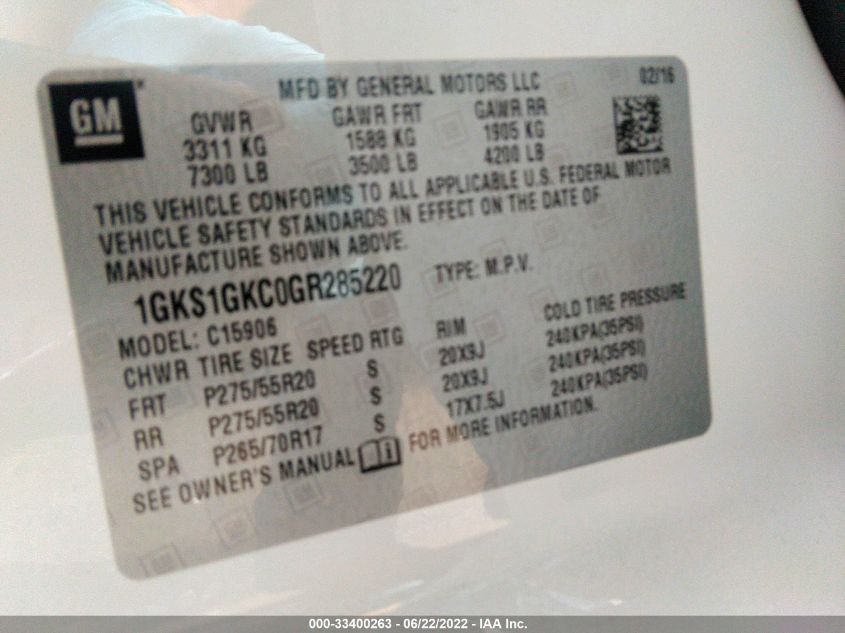 GM
MFD BY GENERAL MOTORS LLC 02/16
GVWR GAWR FRT GAWR RR
3311 KG 1588 KG 1905 KG
7300 LB 3500 LB 4200 LB
THIS VEHICLE CONFORMS TO ALL APPLICABLE U.S. FEDERAL MOTOR
VEHICLE SAFETY STANDARDS IN EFFECT ON THE DATE OF
MANUFACTURE SHOWN ABOVE.
1GKS1GKC0GR285220 TYPE: M.P.V.
MODEL: C15906
CHWR TIRE SIZE SPEED RTG RIM COLD TIRE PRESSURE
FRT P275/55R20 S 20X9J 240KPA(35PSI)
RR P275/55R20 S 20X9J 240KPA(35PSI)
SPA P265/70R17 S 17X7.5J 240KPA(35PSI)
SEE OWNER'S MANUAL FOR MORE INFORMATION.
000-33400263 - 06/22/2022 - IAA Inc.